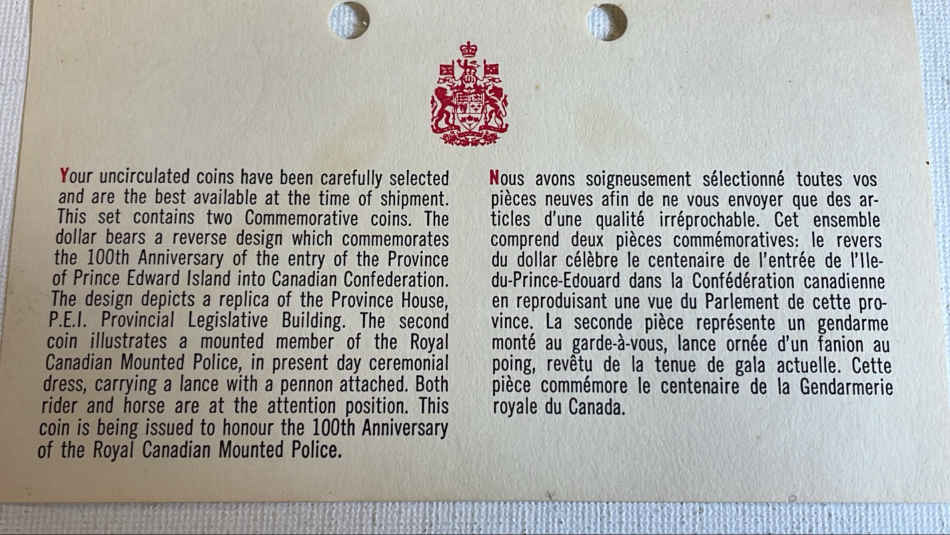 Your uncirculated coins have been carefully selected
and are the best available at the time of shipment.
This set contains two Commemorative coins. The
dollar bears a reverse design which commemorates
the 100th Anniversary of the entry of the Province
of Prince Edward Island into Canadian Confederation.
The design depicts a replica of the Province House,
P.E.I. Provincial Legislative Building. The second
coin illustrates a mounted member of the Royal
Canadian Mounted Police, in present day ceremonial
dress, carrying a lance with a pennon attached. Both
rider and horse are at the attention position. This
coin is being issued to honour the 100th Anniversary
of the Royal Canadian Mounted Police.
Nous avons soigneusement sélectionné toutes vos
pièces neuves afin de ne vous envoyer que des ar-
ticles d'une qualité irréprochable. Cet ensemble
comprend deux pièces commémoratives: le revers
du dollar célèbre le centenaire de l'entrée de l'Ile-
du-Prince-Edouard dans la Confédération canadienne
en reproduisant une vue du Parlement de cette pro-
vince. La seconde pièce représente un gendarme
monté au garde-à-vous, lance ornée d'un fanion au
poing, revêtu de la tenue de gala actuelle. Cette
pièce commémore le centenaire de la Gendarmerie
royale du Canada.